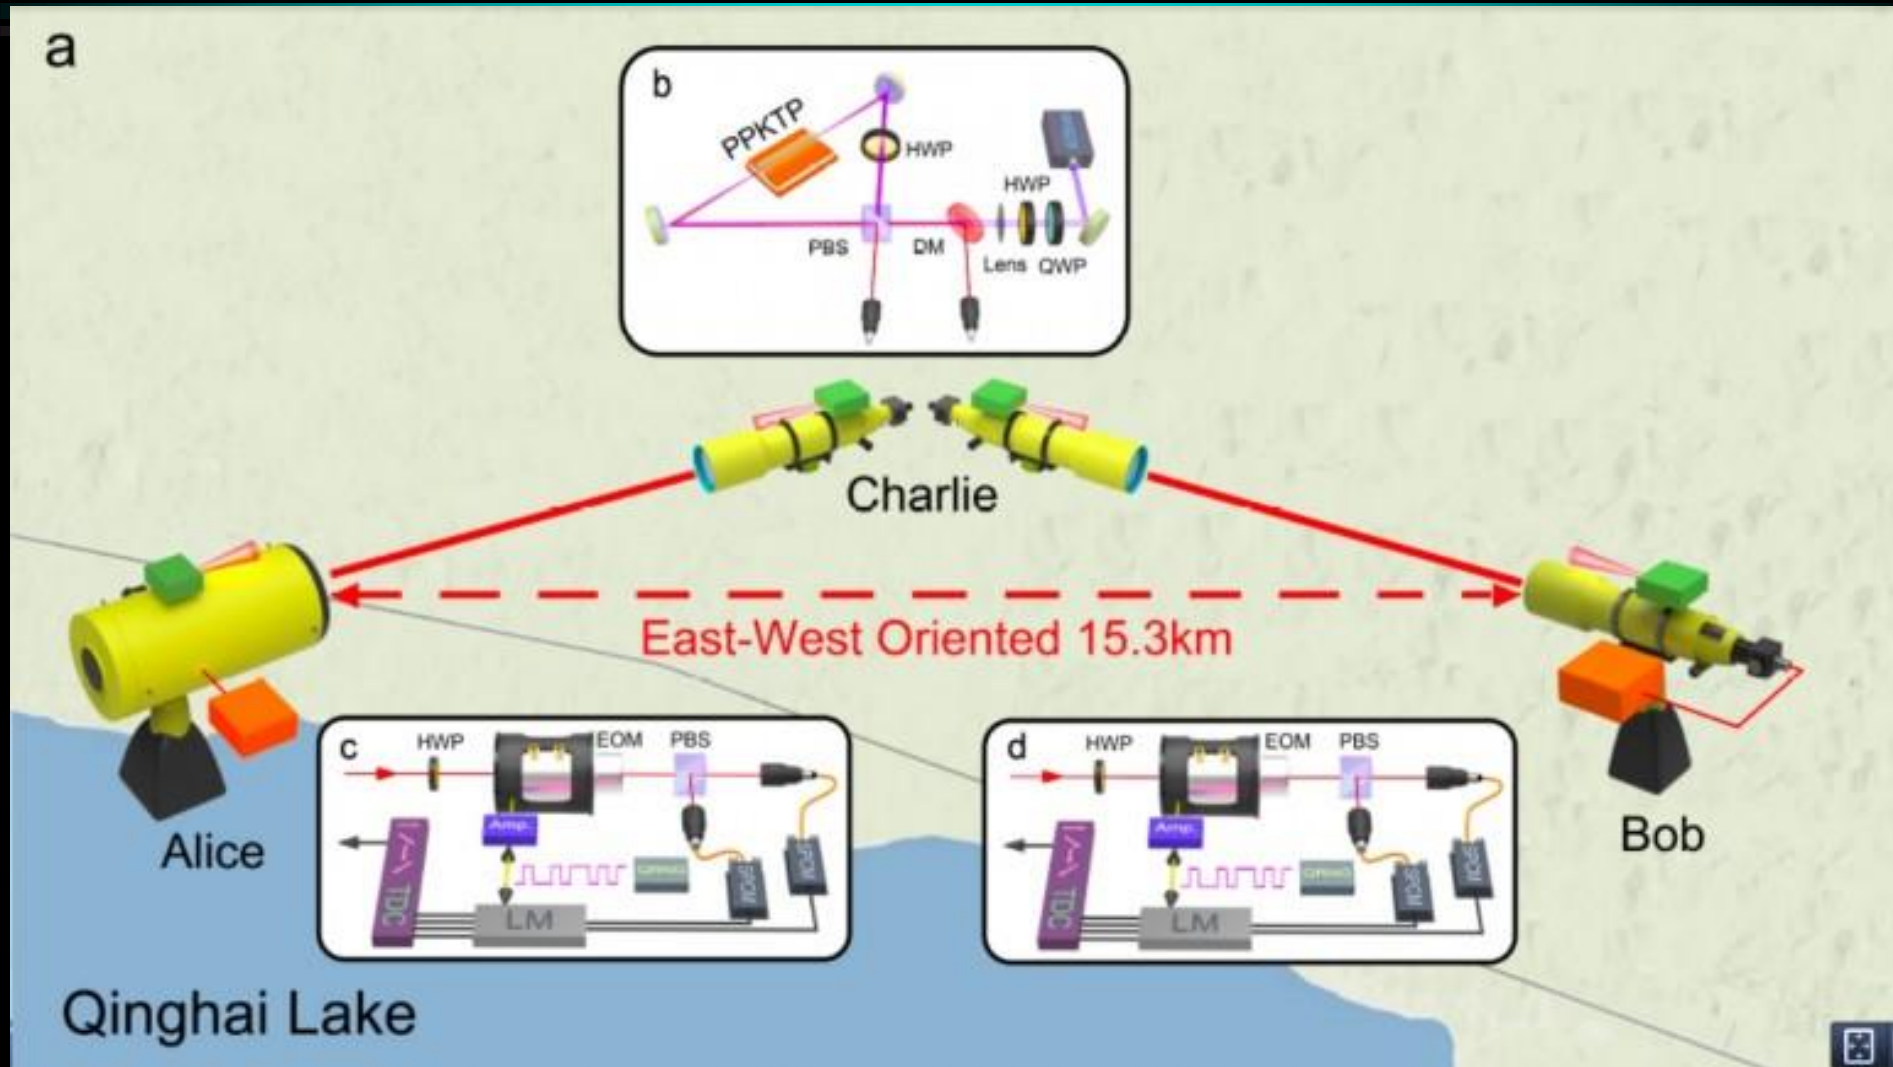 a
b
PPKTP
HWP
HWP
PBS
DM
Lens
QWP
Charlie
East-West Oriented 15.3km
Alice
Bob
c
HWP
EOM
PBS
Amp.
TDC
LM
SPCM
SPCM
d
HWP
EOM
PBS
Amp.
TDC
LM
SPCM
SPCM
Qinghai Lake